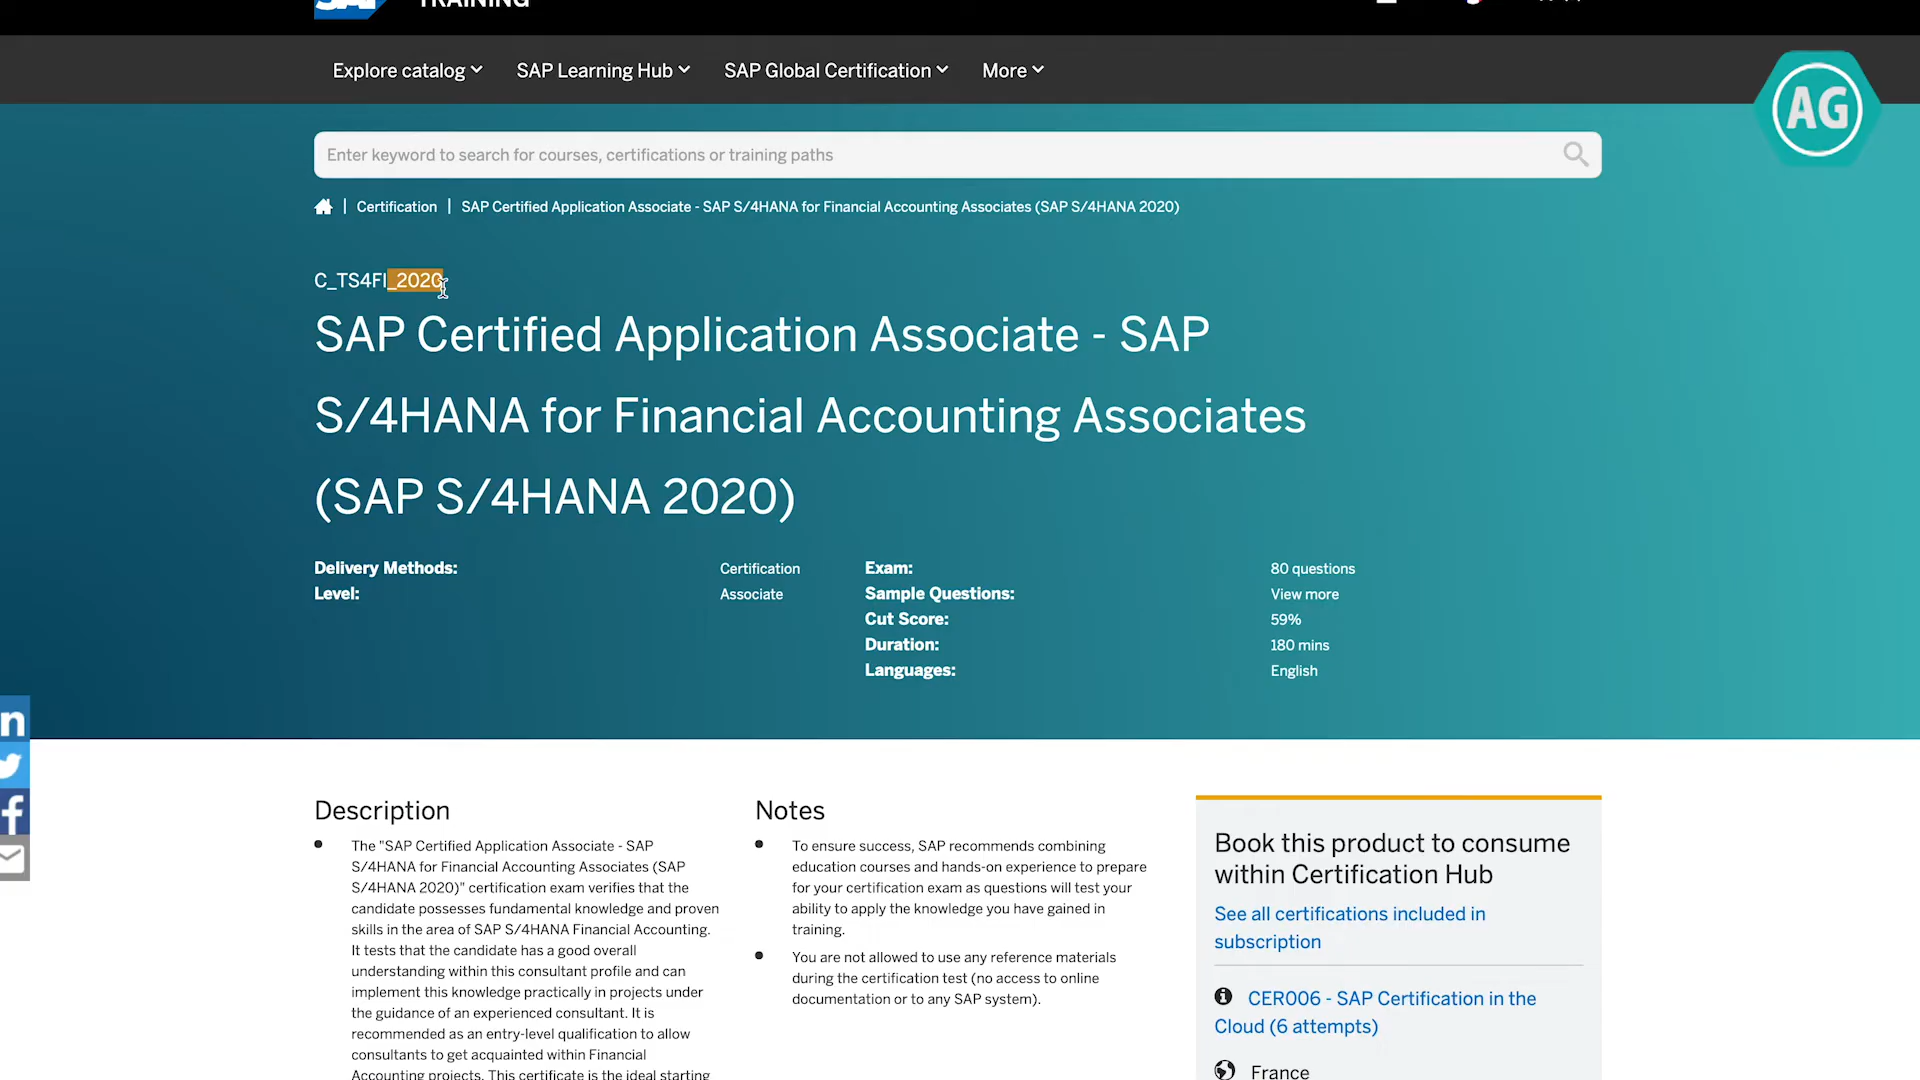 SAP TRAINING
Explore catalog SAP Learning Hub SAP Global Certification More
AG
Enter keyword to search for courses, certifications or training paths
| Certification | SAP Certified Application Associate - SAP S/4HANA for Financial Accounting Associates (SAP S/4HANA 2020)
C_TS4FI_2020
SAP Certified Application Associate - SAP
S/4HANA for Financial Accounting Associates
(SAP S/4HANA 2020)
Delivery Methods: Certification
Level: Associate
Exam: 80 questions
Sample Questions: View more
Cut Score: 59%
Duration: 180 mins
Languages: English
Description
• The "SAP Certified Application Associate - SAP
S/4HANA for Financial Accounting Associates (SAP
S/4HANA 2020)" certification exam verifies that the
candidate possesses fundamental knowledge and proven
skills in the area of SAP S/4HANA Financial Accounting.
It tests that the candidate has a good overall
understanding within this consultant profile and can
implement this knowledge practically in projects under
the guidance of an experienced consultant. It is
recommended as an entry-level qualification to allow
consultants to get acquainted within Financial
Accounting projects. This certificate is the ideal starting
Notes
• To ensure success, SAP recommends combining
education courses and hands-on experience to prepare
for your certification exam as questions will test your
ability to apply the knowledge you have gained in
training.
• You are not allowed to use any reference materials
during the certification test (no access to online
documentation or to any SAP system).
Book this product to consume
within Certification Hub
See all certifications included in
subscription
CER006 - SAP Certification in the
Cloud (6 attempts)
France